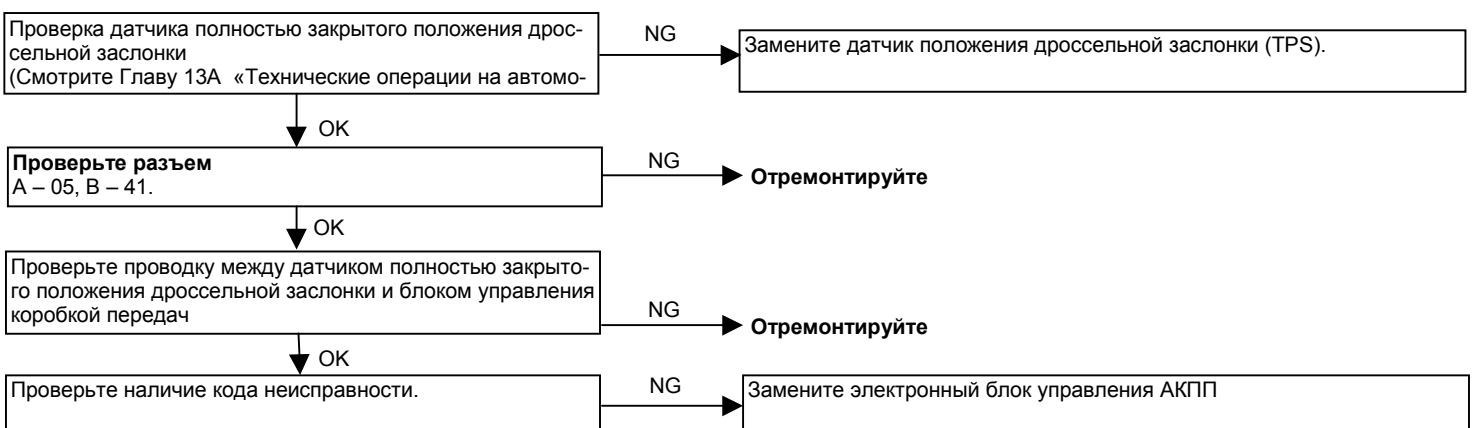 Проверка датчика полностью закрытого положения дрос-
сельной заслонки
(Смотрите Главу 13А «Технические операции на автомо-
NG
Замените датчик положения дроссельной заслонки (TPS).
OK
Проверьте разъем
А – 05, В – 41.
NG
Отремонтируйте
OK
Проверьте проводку между датчиком полностью закрыто-
го положения дроссельной заслонки и блоком управления
коробкой передач
NG
Отремонтируйте
OK
Проверьте наличие кода неисправности.
NG
Замените электронный блок управления АКПП